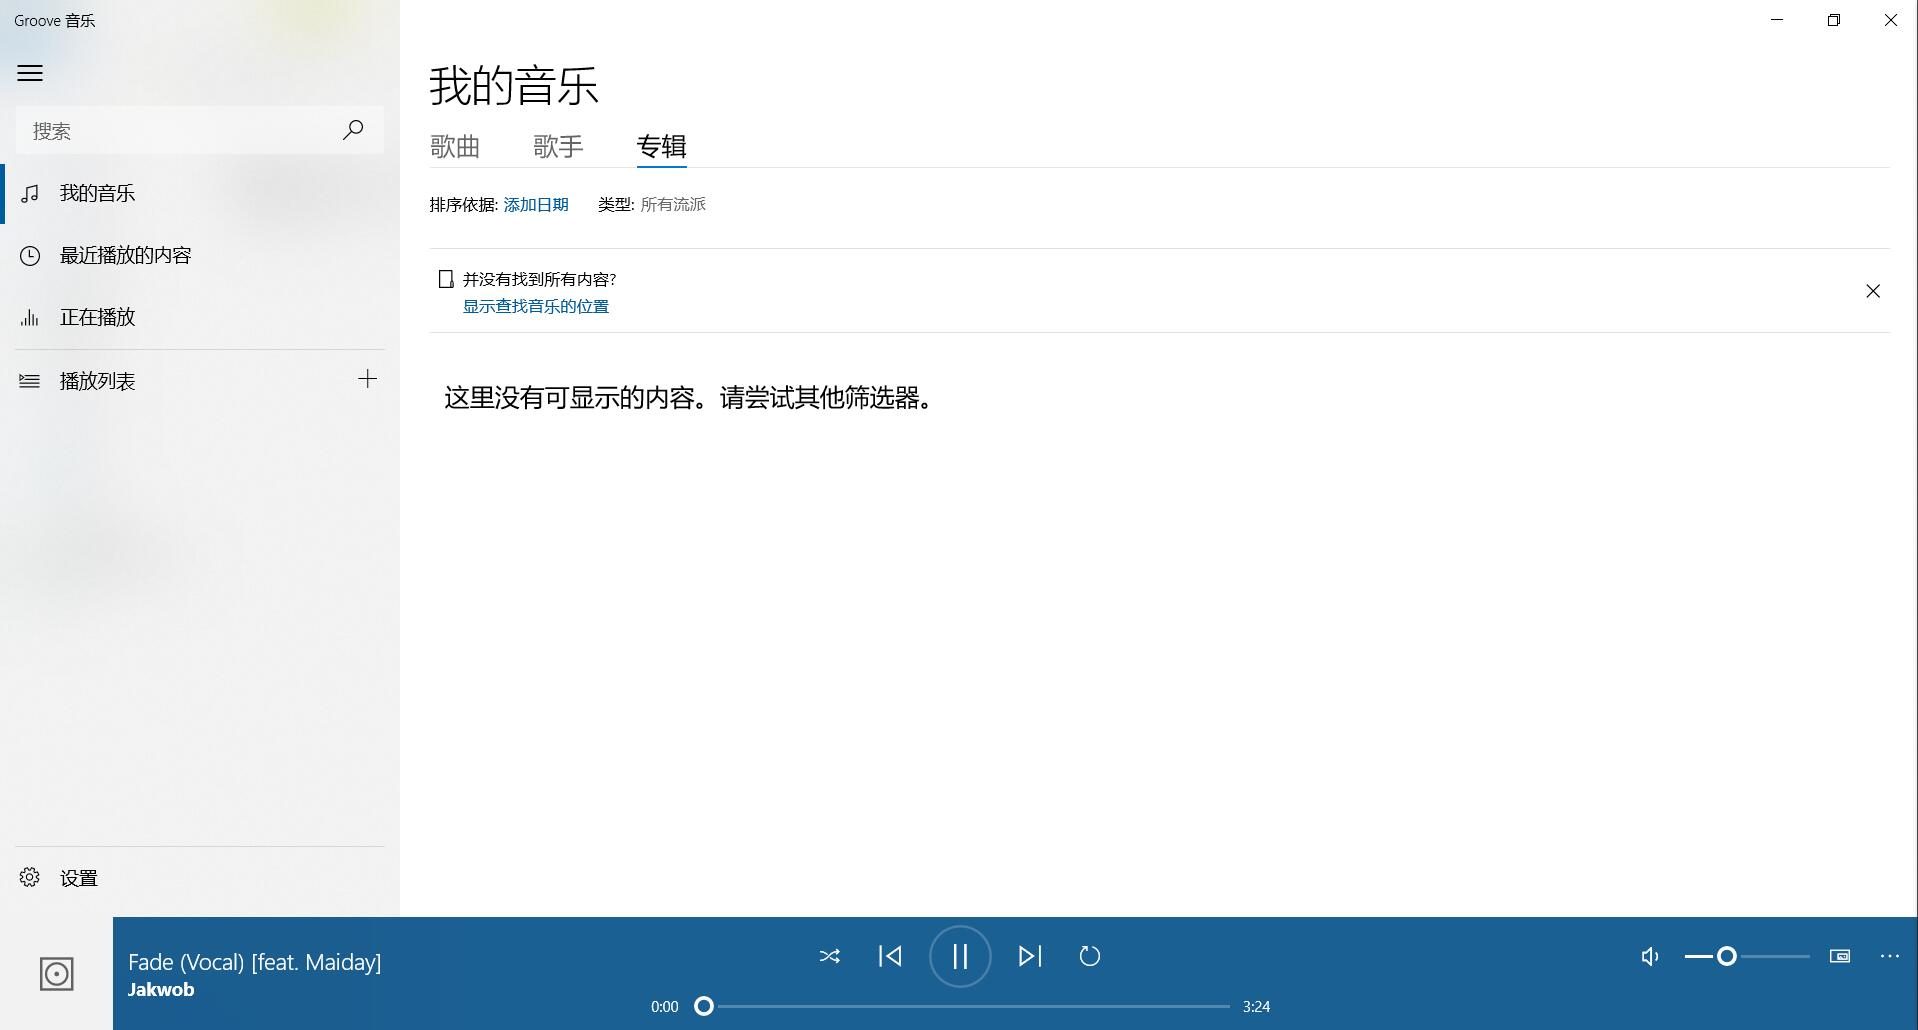 Groove 音乐
搜索
我的音乐
最近播放的内容
正在播放
播放列表
设置
我的音乐
歌曲 歌手 专辑
排序依据: 添加日期 类型: 所有流派
并没有找到所有内容?
显示查找音乐的位置
这里没有可显示的内容。请尝试其他筛选器。
Fade (Vocal) [feat. Maiday]
Jakwob
0:00 3:24